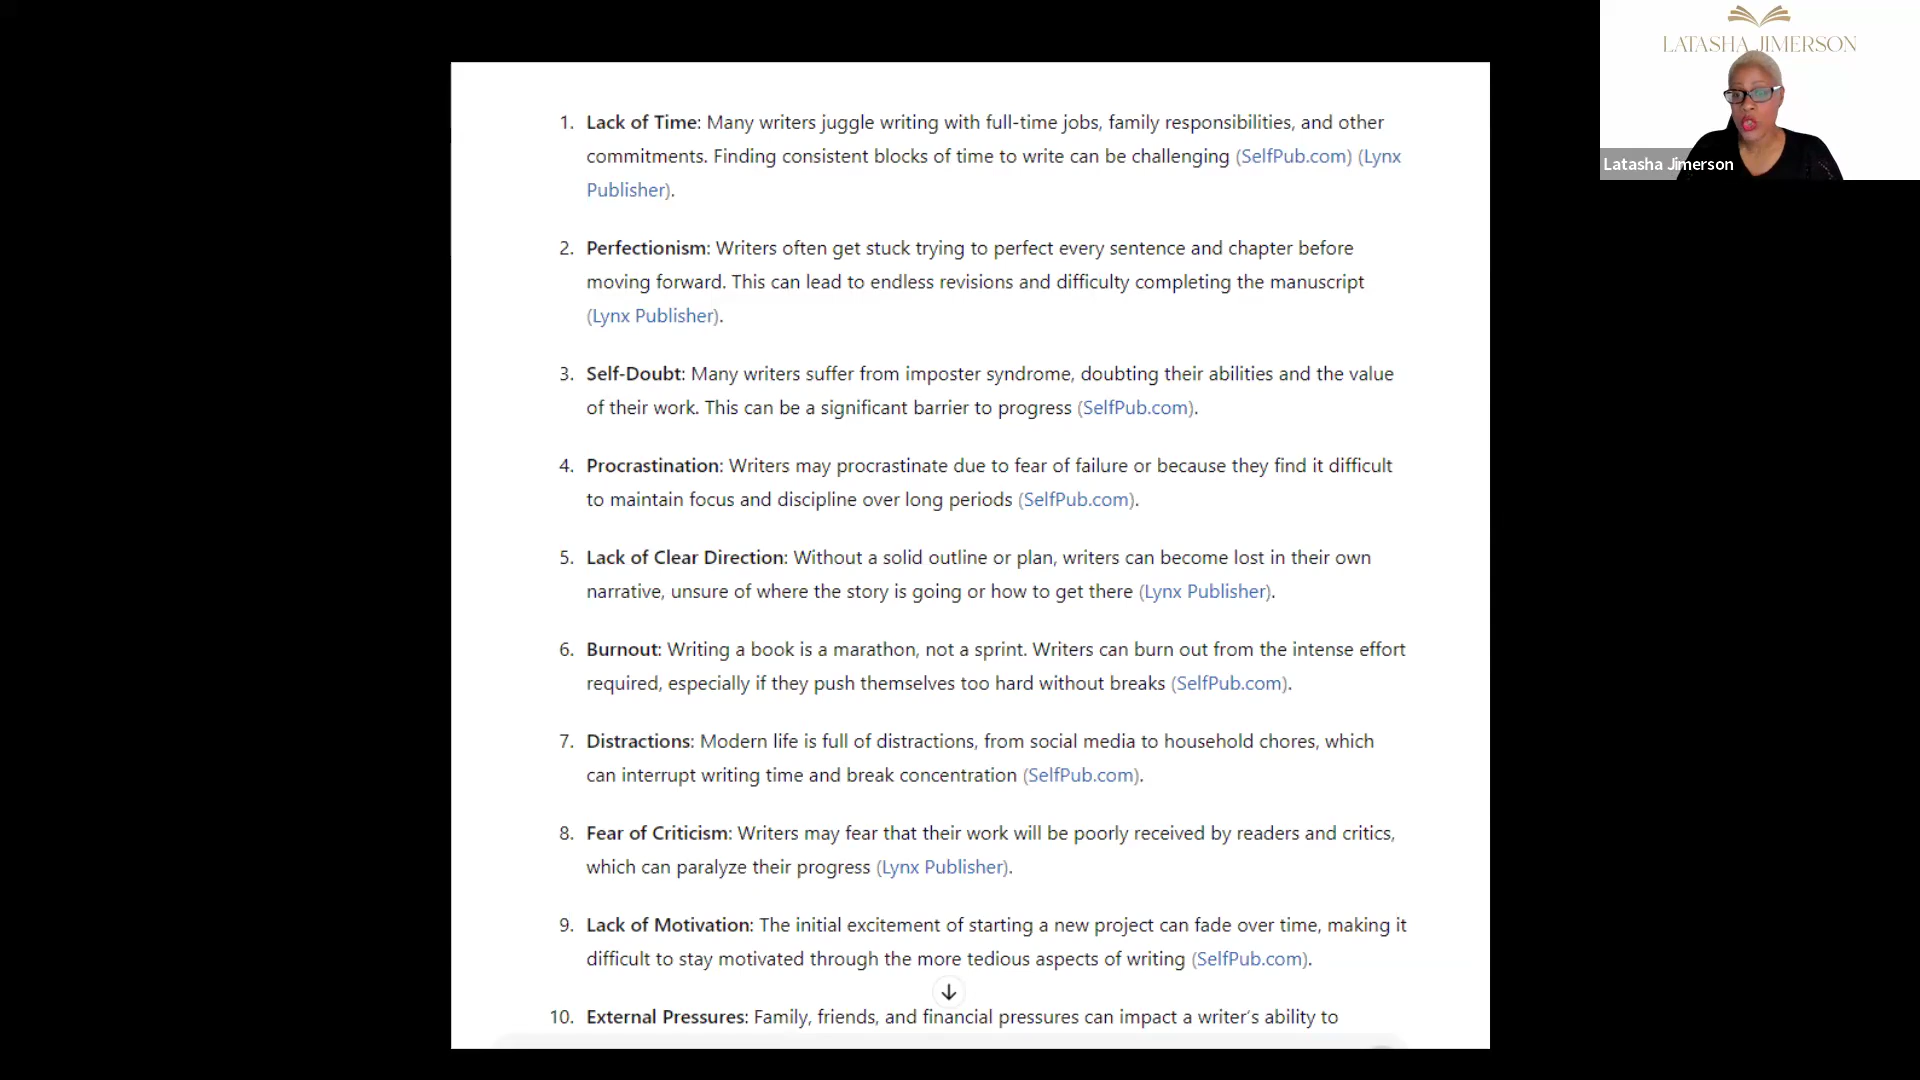 1. Lack of Time: Many writers juggle writing with full-time jobs, family responsibilities, and other
commitments. Finding consistent blocks of time to write can be challenging (SelfPub.com) (Lynx
Publisher).
2. Perfectionism: Writers often get stuck trying to perfect every sentence and chapter before
moving forward. This can lead to endless revisions and difficulty completing the manuscript
(Lynx Publisher).
3. Self-Doubt: Many writers suffer from imposter syndrome, doubting their abilities and the value
of their work. This can be a significant barrier to progress (SelfPub.com).
4. Procrastination: Writers may procrastinate due to fear of failure or because they find it difficult
to maintain focus and discipline over long periods (SelfPub.com).
5. Lack of Clear Direction: Without a solid outline or plan, writers can become lost in their own
narrative, unsure of where the story is going or how to get there (Lynx Publisher).
6. Burnout: Writing a book is a marathon, not a sprint. Writers can burn out from the intense effort
required, especially if they push themselves too hard without breaks (SelfPub.com).
7. Distractions: Modern life is full of distractions, from social media to household chores, which
can interrupt writing time and break concentration (SelfPub.com).
8. Fear of Criticism: Writers may fear that their work will be poorly received by readers and critics,
which can paralyze their progress (Lynx Publisher).
9. Lack of Motivation: The initial excitement of starting a new project can fade over time, making it
difficult to stay motivated through the more tedious aspects of writing (SelfPub.com).
10. External Pressures: Family, friends, and financial pressures can impact a writer's ability to
LATASHA JIMERSON
Latasha Jimerson